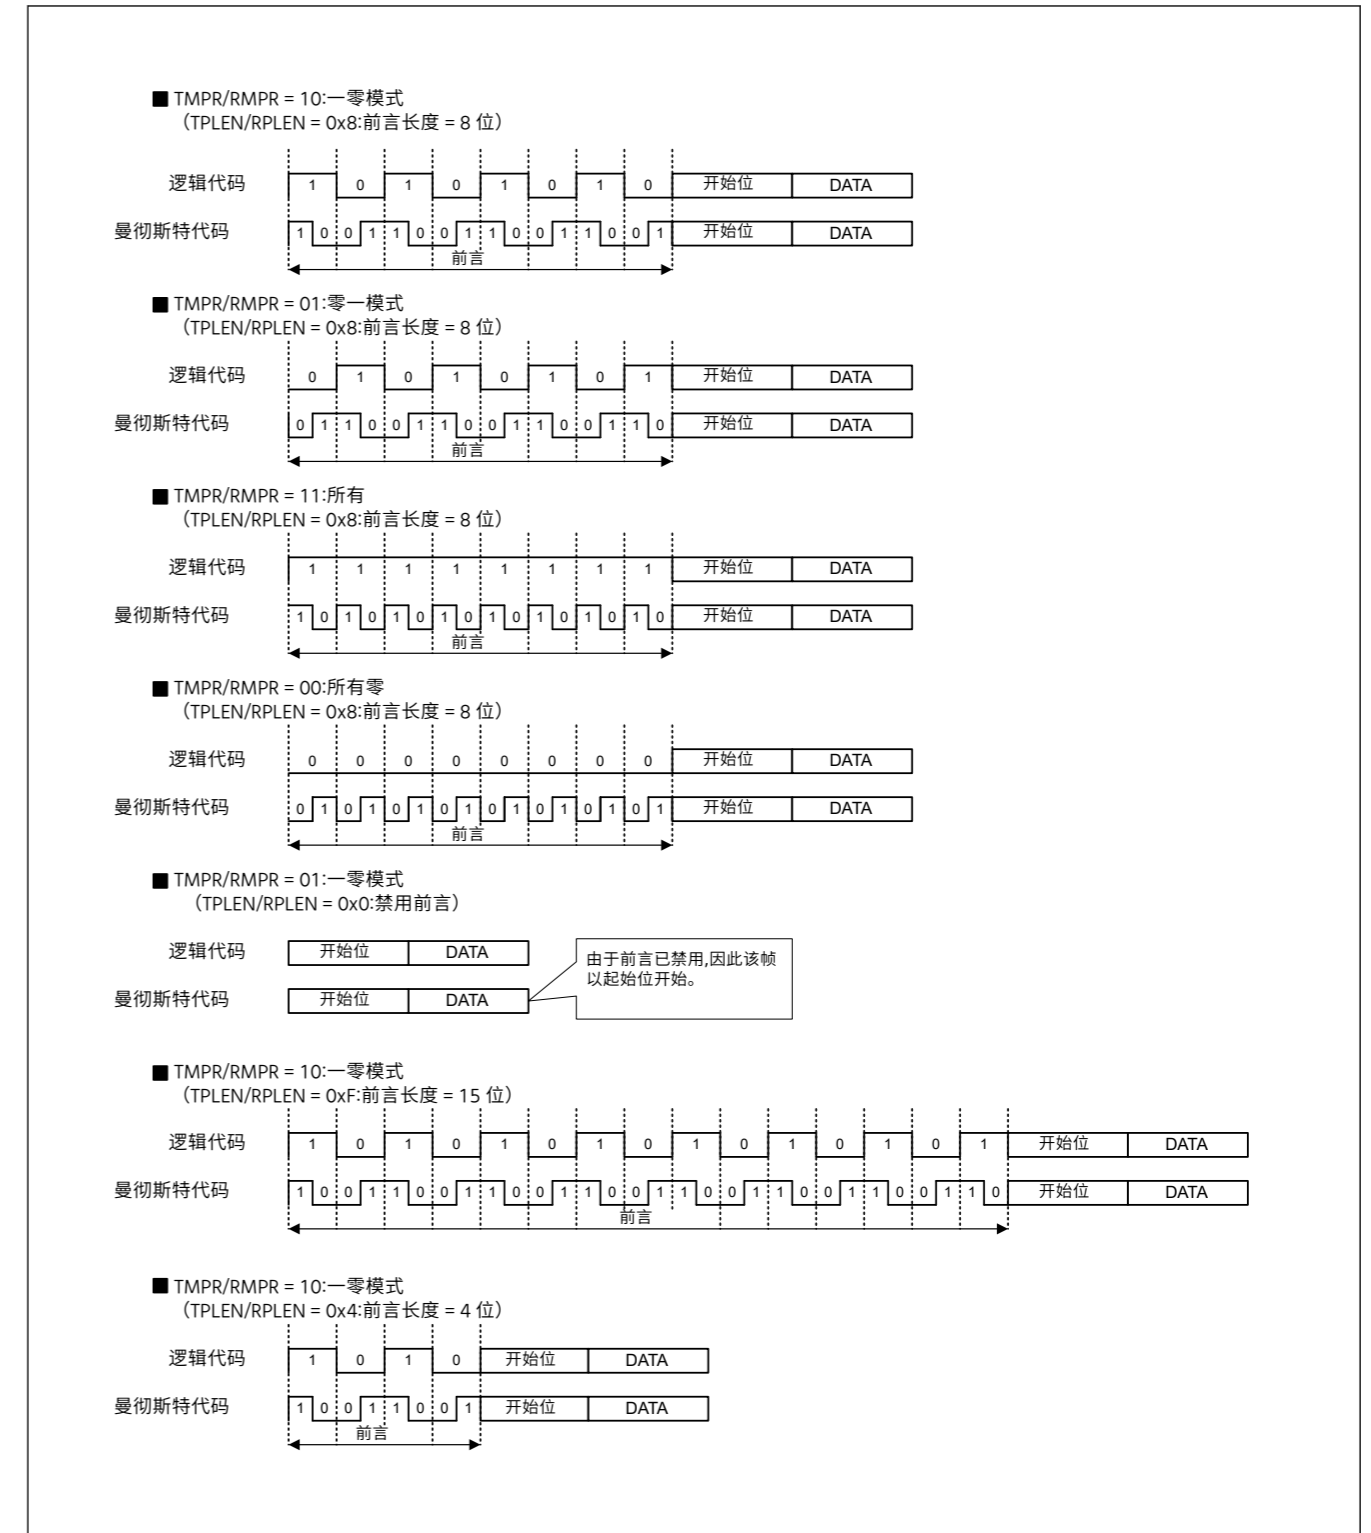 ■ TMPR/RMPR = 10:一零模式
（TPLEN/RPLEN = 0x8:前言长度 = 8 位）
逻辑代码 1 0 1 0 1 0 1 0 开始位 DATA
曼彻斯特代码 1 0 0 1 1 0 0 1 1 0 0 1 1 0 0 1 开始位 DATA
前言
■ TMPR/RMPR = 01:零一模式
（TPLEN/RPLEN = 0x8:前言长度 = 8 位）
逻辑代码 0 1 0 1 0 1 0 1 开始位 DATA
曼彻斯特代码 0 1 1 0 0 1 1 0 0 1 1 0 0 1 1 0 开始位 DATA
前言
■ TMPR/RMPR = 11:所有
（TPLEN/RPLEN = 0x8:前言长度 = 8 位）
逻辑代码 1 1 1 1 1 1 1 1 开始位 DATA
曼彻斯特代码 1 0 1 0 1 0 1 0 1 0 1 0 1 0 1 0 开始位 DATA
前言
■ TMPR/RMPR = 00:所有零
（TPLEN/RPLEN = 0x8:前言长度 = 8 位）
逻辑代码 0 0 0 0 0 0 0 0 开始位 DATA
曼彻斯特代码 0 1 0 1 0 1 0 1 0 1 0 1 0 1 0 1 开始位 DATA
前言
■ TMPR/RMPR = 01:一零模式
（TPLEN/RPLEN = 0x0:禁用前言）
逻辑代码 开始位 DATA
曼彻斯特代码 开始位 DATA
由于前言已禁用,因此该帧
以起始位开始。
■ TMPR/RMPR = 10:一零模式
（TPLEN/RPLEN = 0xF:前言长度 = 15 位）
逻辑代码 1 0 1 0 1 0 1 0 1 0 1 0 1 0 1 开始位 DATA
曼彻斯特代码 1 0 0 1 1 0 0 1 1 0 0 1 1 0 0 1 1 0 0 1 1 0 0 1 1 0 0 1 1 0 开始位 DATA
前言
■ TMPR/RMPR = 10:一零模式
（TPLEN/RPLEN = 0x4:前言长度 = 4 位）
逻辑代码 1 0 1 0 开始位 DATA
曼彻斯特代码 1 0 0 1 1 0 0 1 开始位 DATA
前言